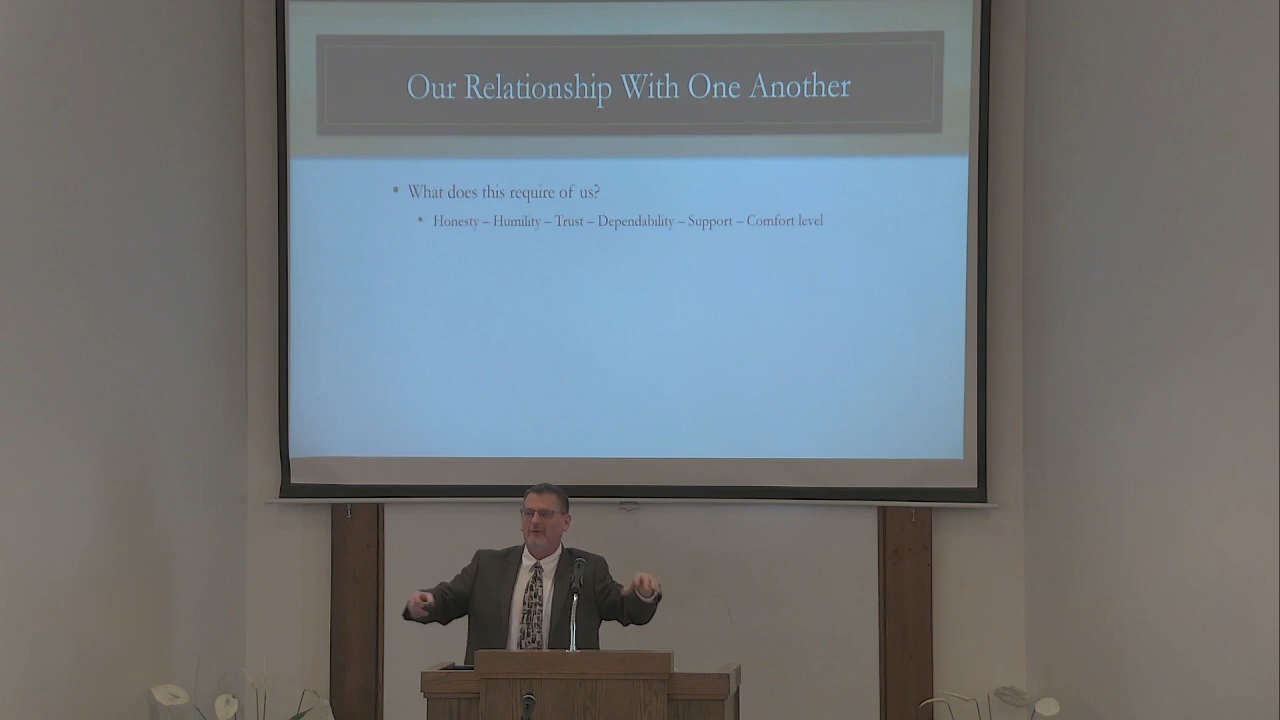 Our Relationship With One Another
• What does this require of us?
• Honesty – Humility – Trust – Dependability – Support – Comfort level